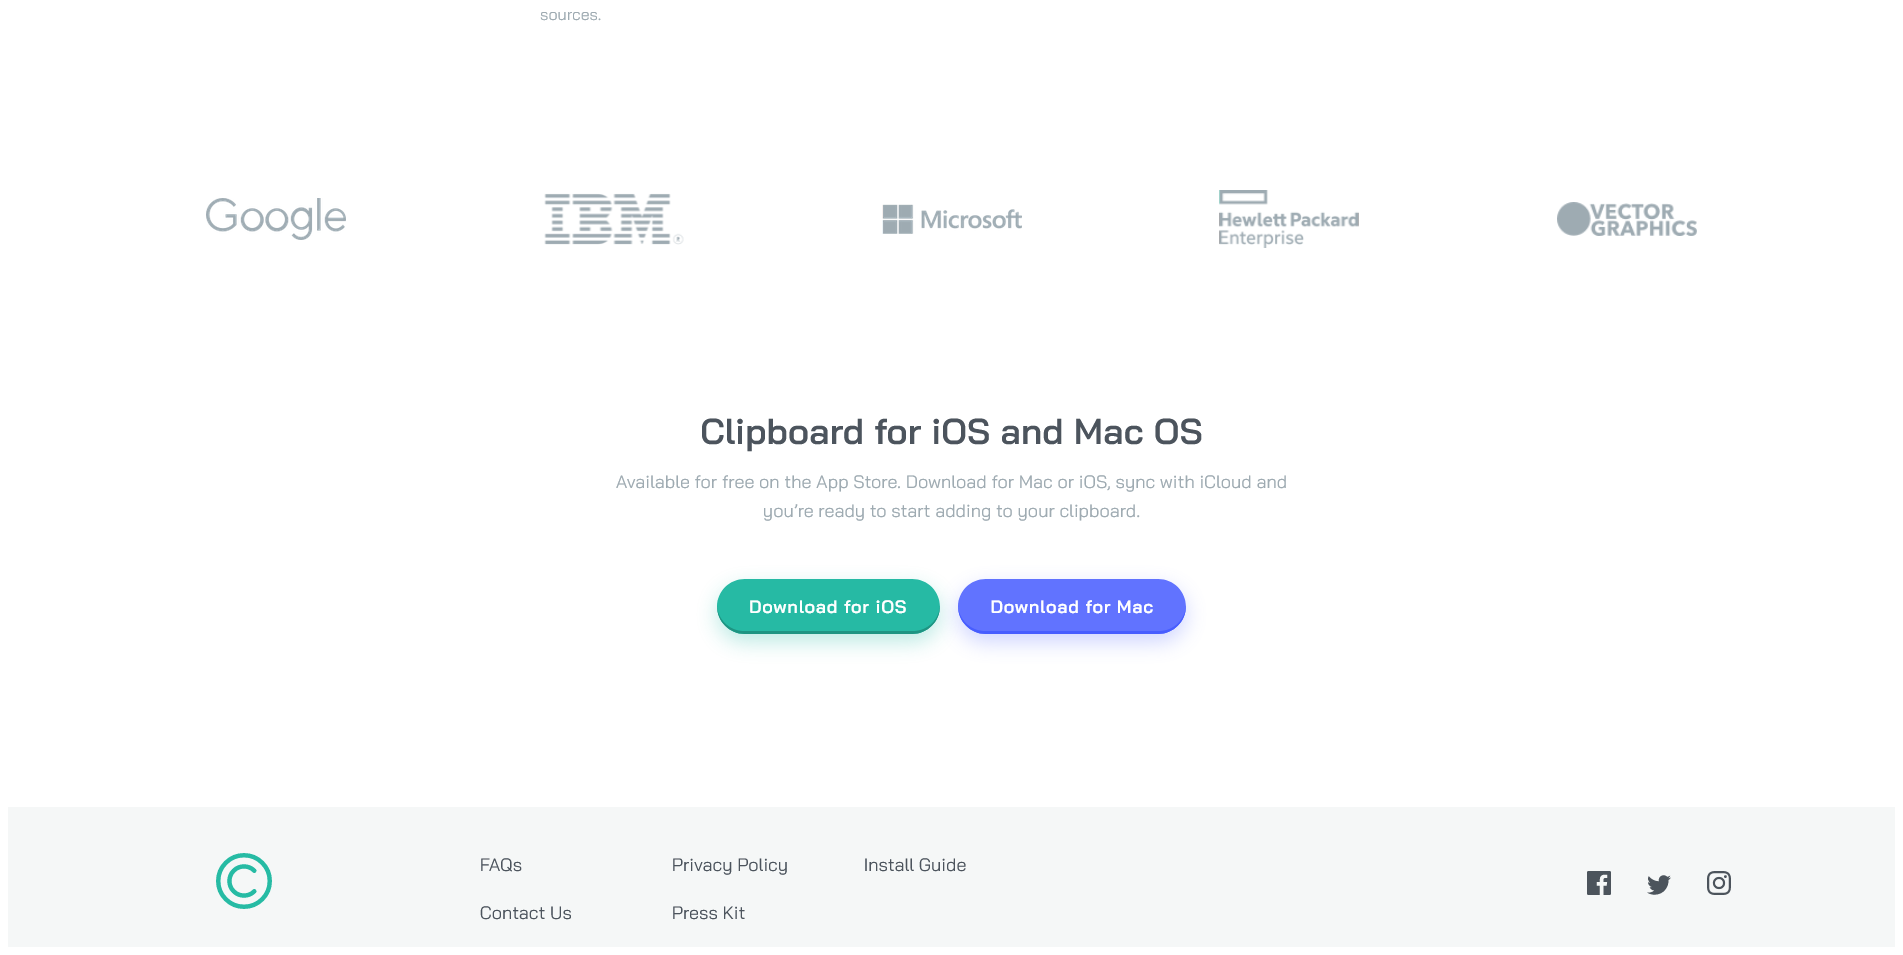 sources.
Google
IBM
Microsoft
Hewlett Packard
Enterprise
VECTOR
GRAPHICS
Clipboard for iOS and Mac OS
Available for free on the App Store. Download for Mac or iOS, sync with iCloud and
you’re ready to start adding to your clipboard.
Download for iOS
Download for Mac
FAQs
Privacy Policy
Install Guide
Contact Us
Press Kit